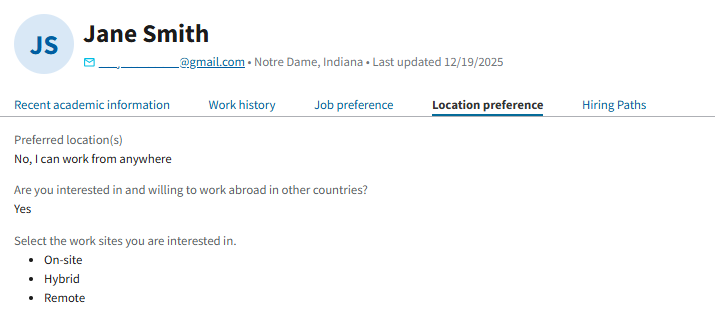 JS
Jane Smith
@gmail.com • Notre Dame, Indiana • Last updated 12/19/2025
Recent academic information Work history Job preference Location preference Hiring Paths
Preferred location(s)
No, I can work from anywhere
Are you interested in and willing to work abroad in other countries?
Yes
Select the work sites you are interested in.
• On-site
• Hybrid
• Remote